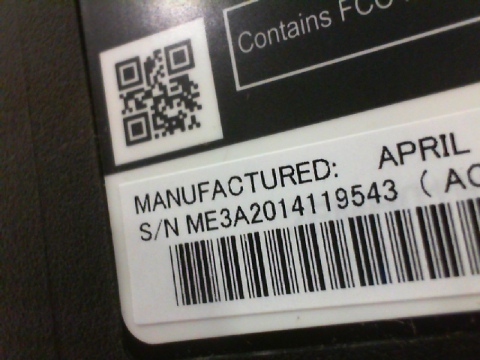 Contains FCC
MANUFACTURED: APRIL
S/N ME3A2014119543 ( AC